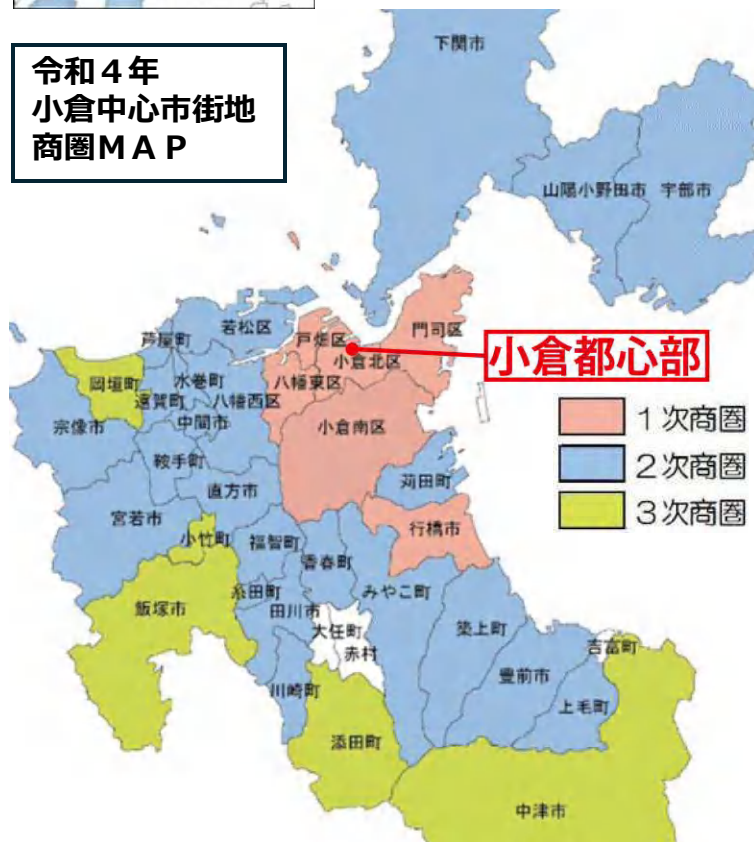 令和４年
小倉中心市街地
商圏ＭＡＰ
下関市
山陽小野田市
宇部市
門司区
若松区
戸畑区
芦屋町
小倉北区
小倉都心部
岡垣町
水巻町
八幡東区
遠賀町
八幡西区
中間市
宗像市
小倉南区
１次商圏
鞍手町
２次商圏
苅田町
直方市
３次商圏
宮若市
行橋市
小竹町
福智町
香春町
糸田町
みやこ町
飯塚市
田川市
築上町
大任町
赤村
吉富町
豊前市
川崎町
上毛町
添田町
中津市